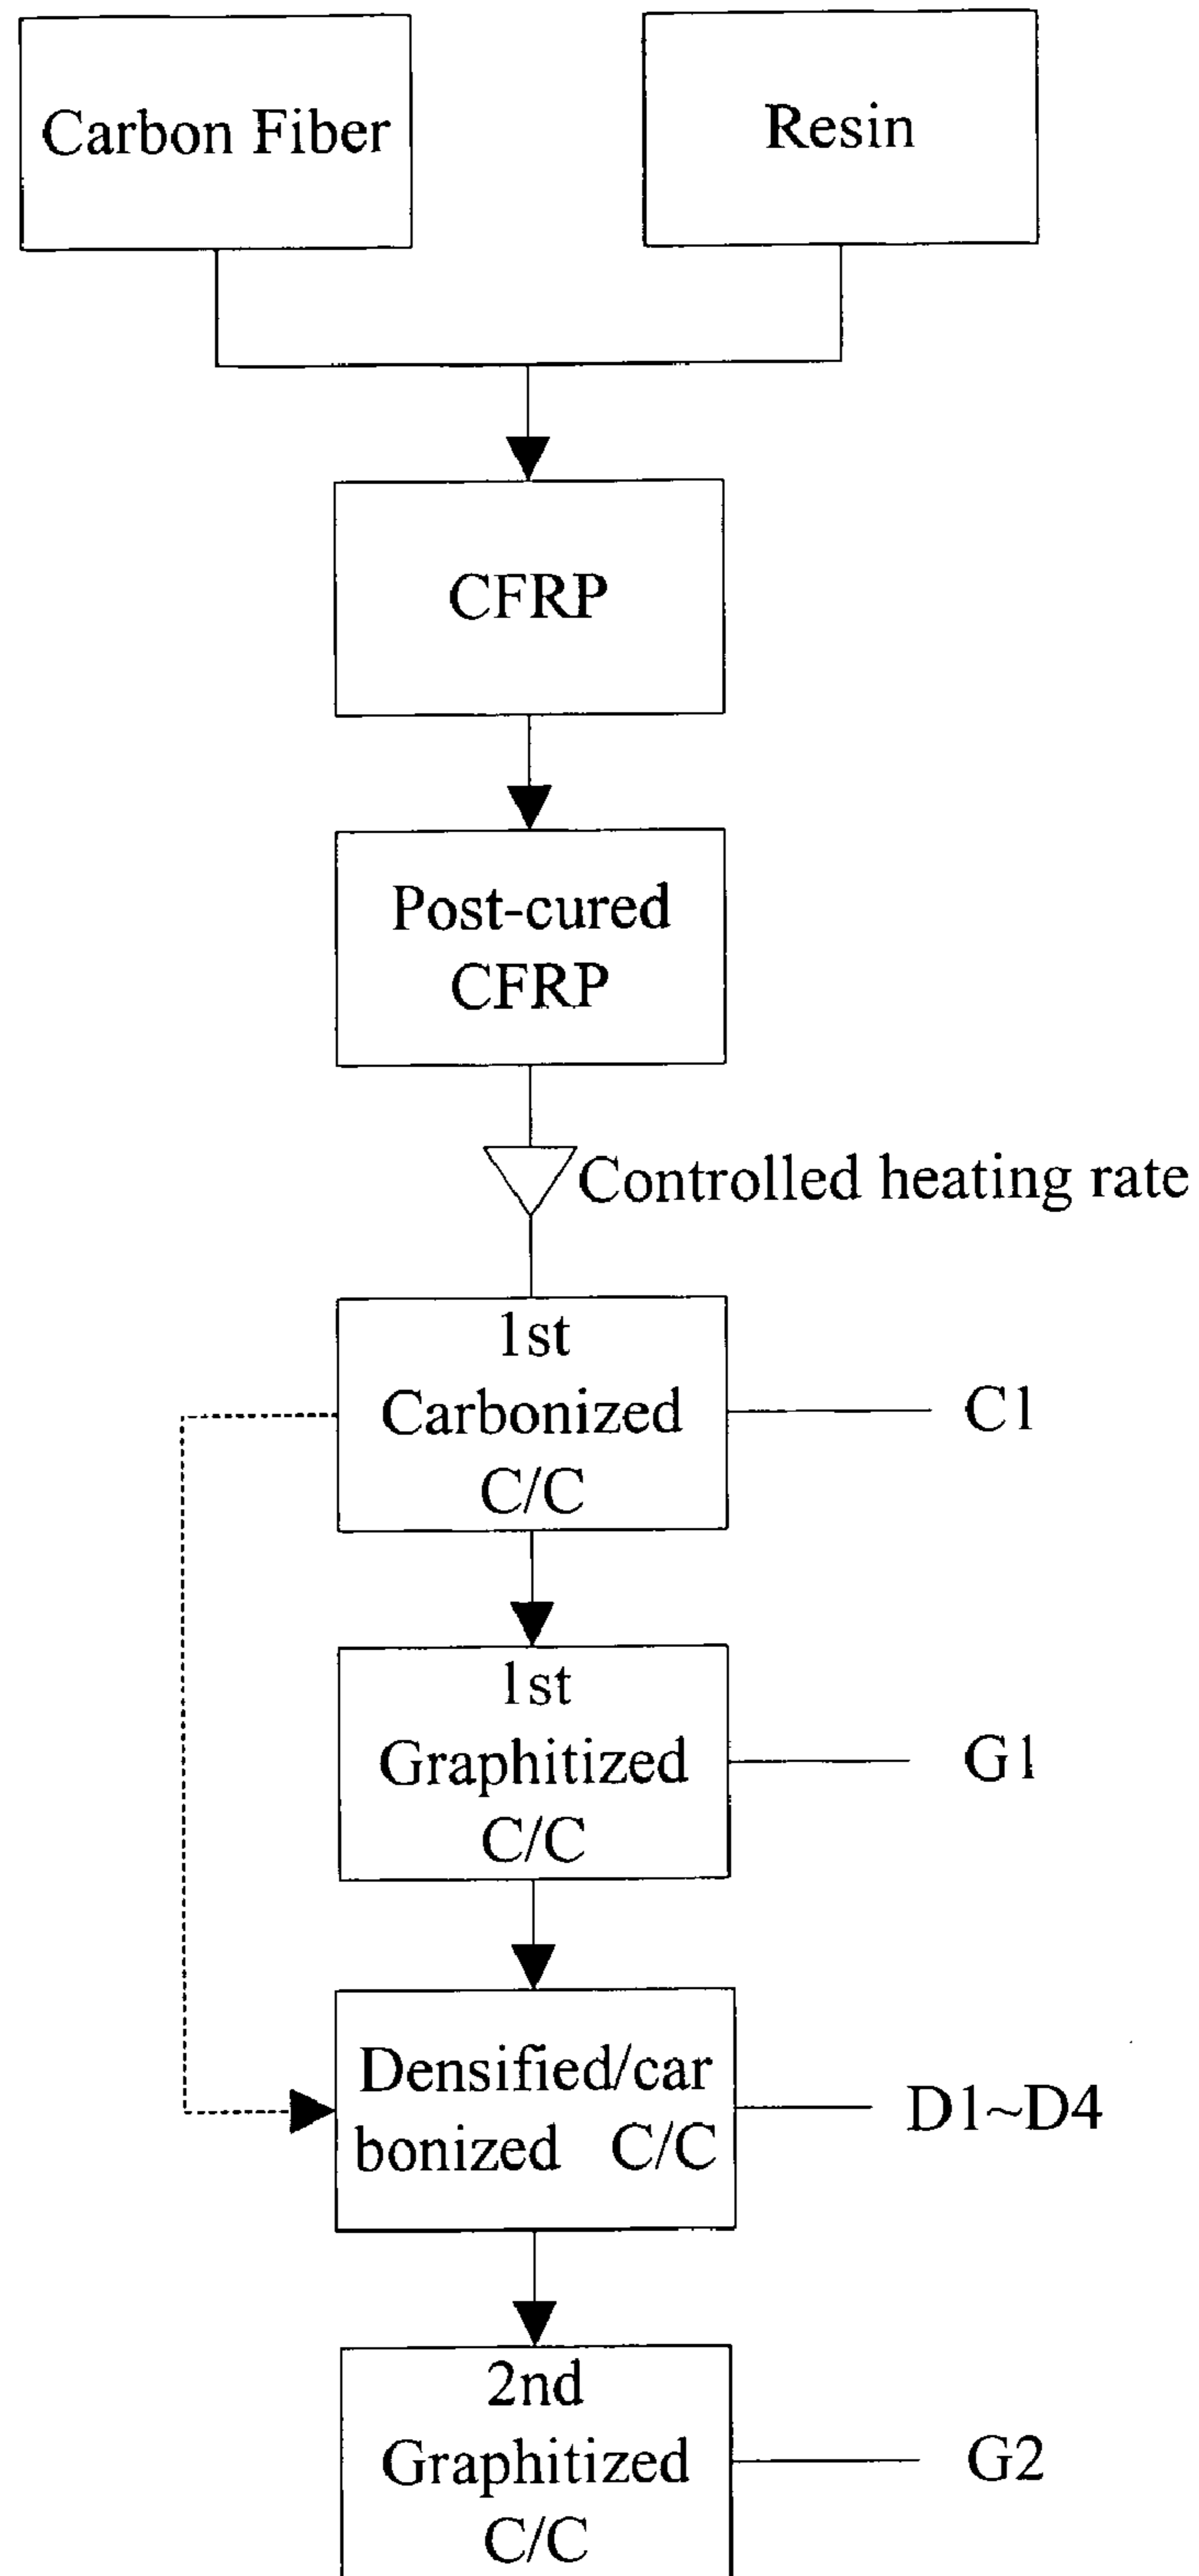 Carbon Fiber
Resin
CFRP
Post-cured
CFRP
Controlled heating rate
1st
Carbonized
C/C
C1
1st
Graphitized
C/C
G1
Densified/car
bonized C/C
D1~D4
2nd
Graphitized
C/C
G2